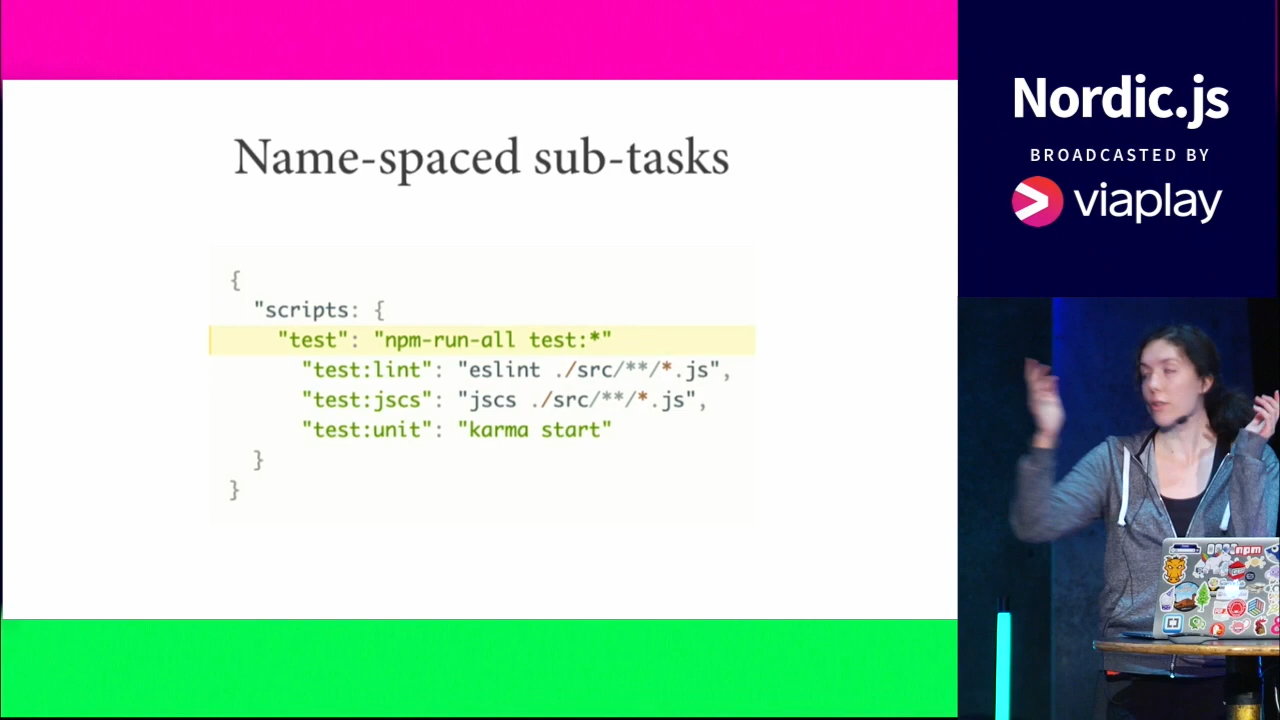 Name-spaced sub-tasks
{
"scripts: {
"test": "npm-run-all test:*"
"test:lint": "eslint ./src/**/*.js",
"test:jscs": "jscs ./src/**/*.js",
"test:unit": "karma start"
}
}
Nordic.js
BROADCASTED BY
viaplay
npm